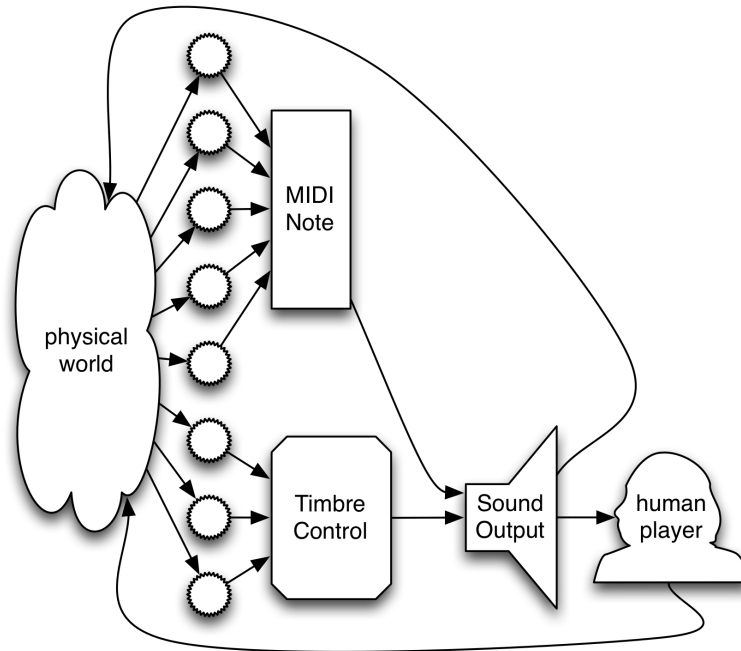 MIDI
Note
physical
world
Timbre
Control
Sound
Output
human
player